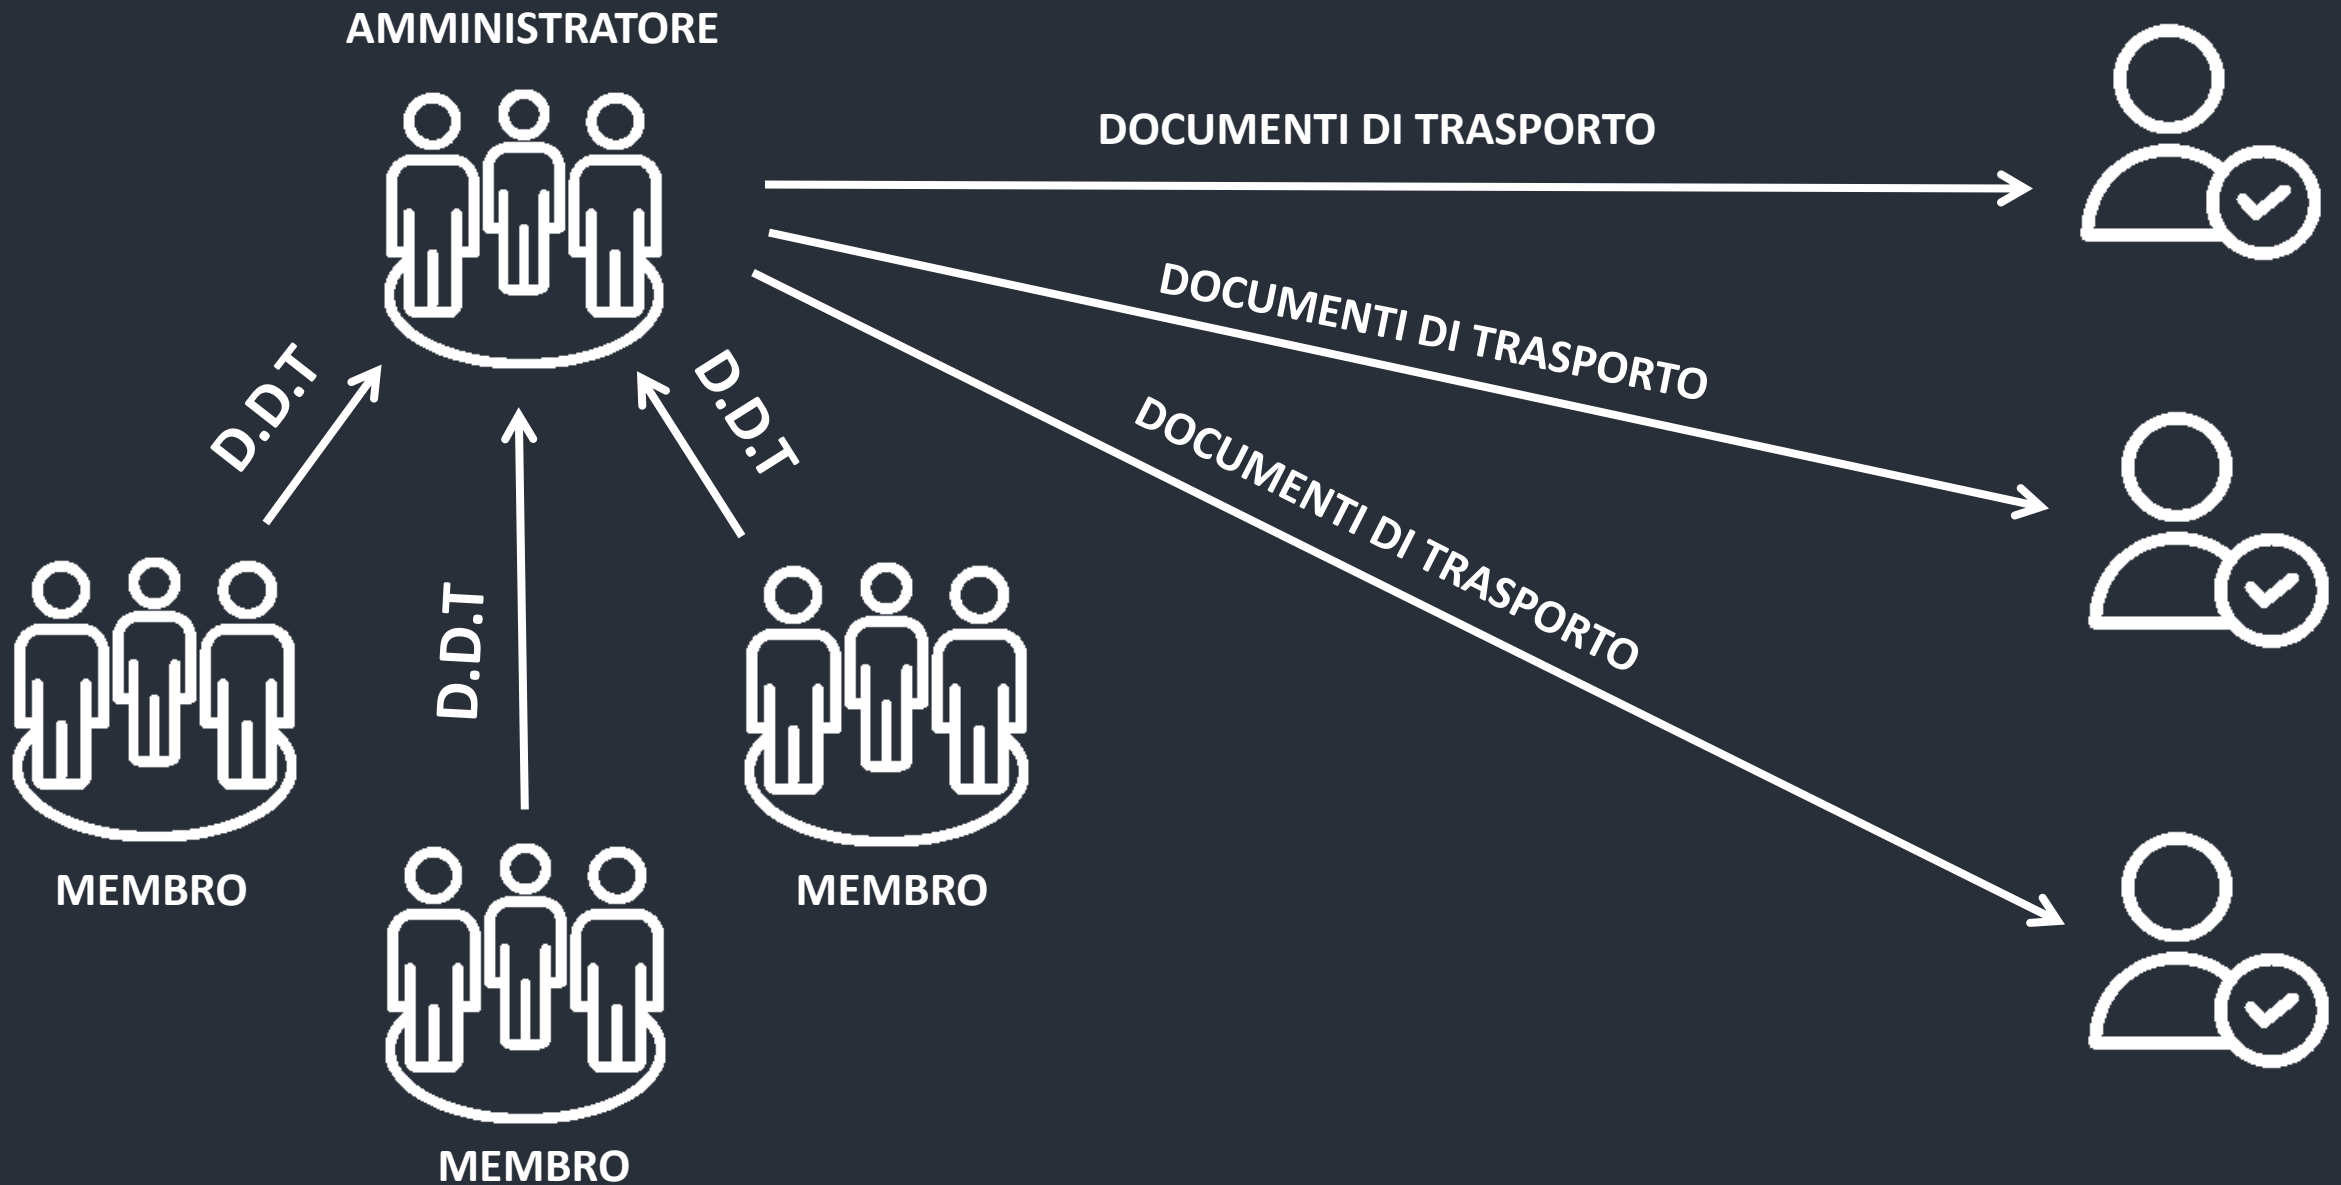 AMMINISTRATORE
DOCUMENTI DI TRASPORTO
DOCUMENTI DI TRASPORTO
DOCUMENTI DI TRASPORTO
D.D.T
D.D.T
D.D.T
MEMBRO
MEMBRO
MEMBRO